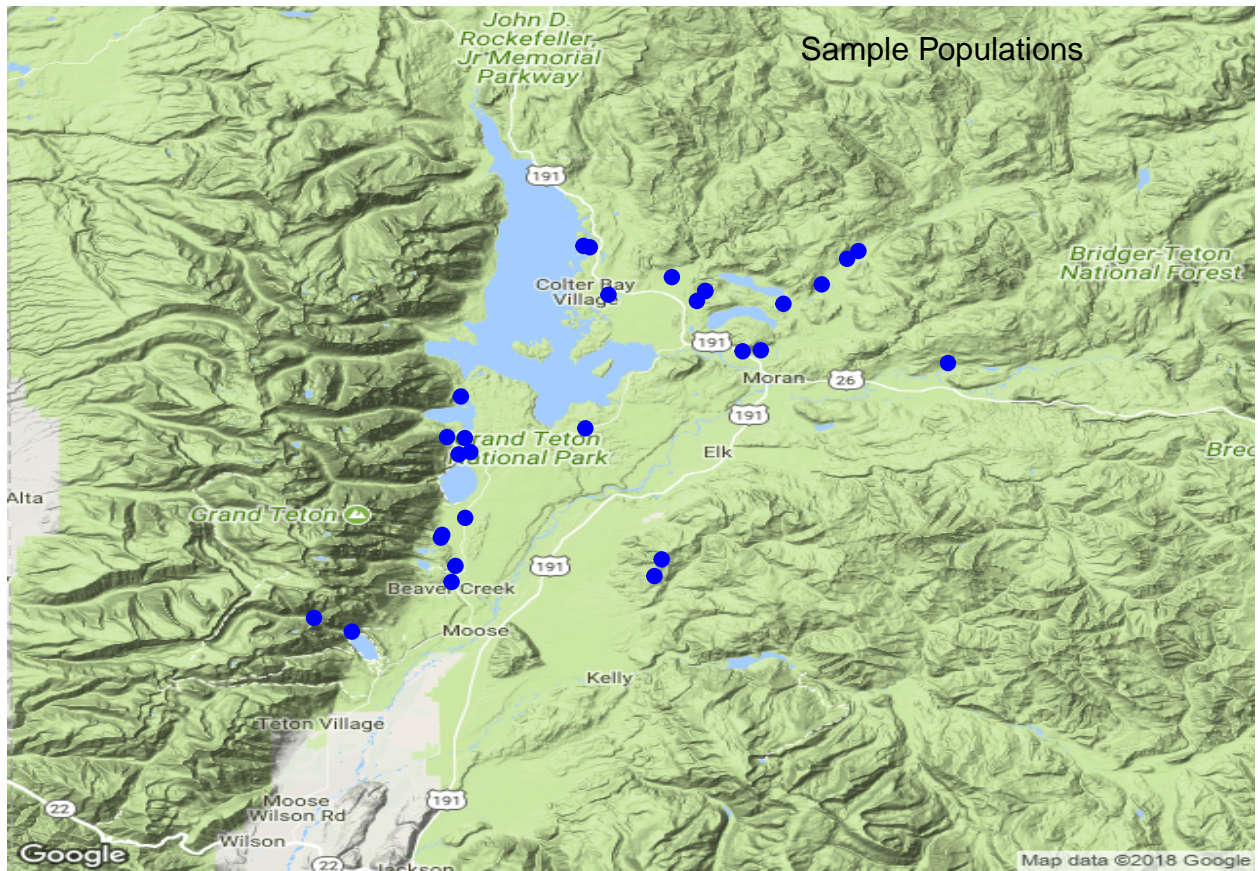 John D.
Rockefeller,
Jr Memorial
Parkway
Sample Populations
191
Bridger-Teton
National Forest
Colter Bay
Village
191
Moran
26
191
Grand Teton
National Park
Elk
Brec
Alta
Grand Teton
191
Beaver Creek
Moose
Kelly
Teton Village
Moose
Wilson Rd
191
22
Wilson
22
Jackson
Google
Map data ©2018 Google